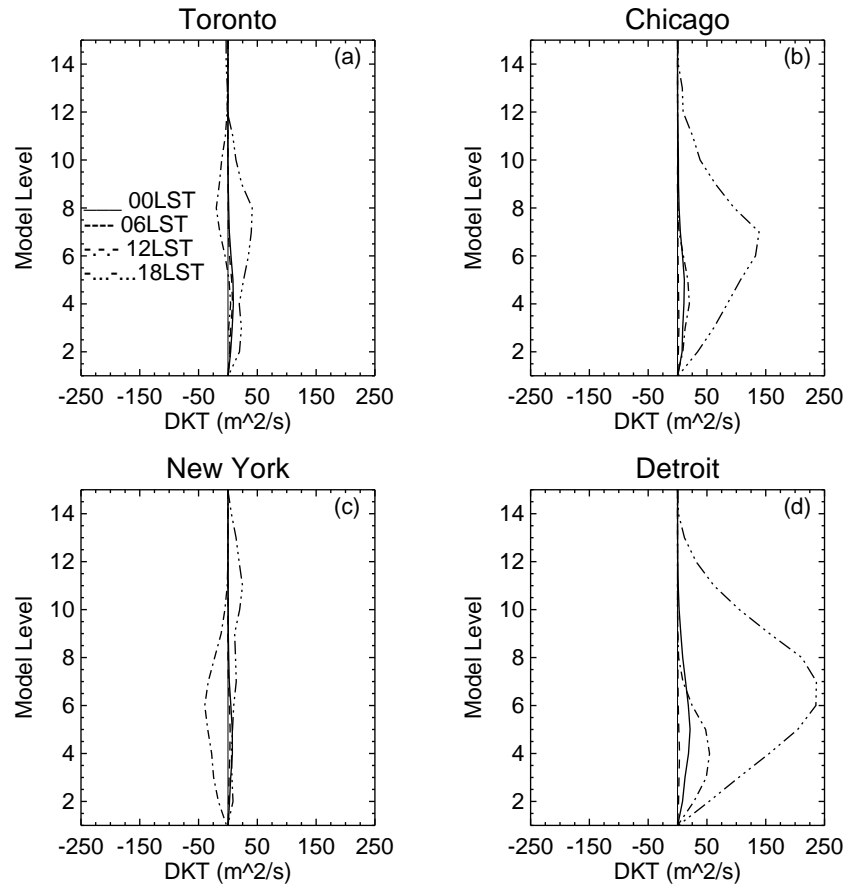 Toronto
(a)
14
12
10
8
6
4
2
Model Level
____ 00LST
---- 06LST
-.-.- 12LST
-...-...18LST
-250 -150 -50 50 150 250
DKT (m^2/s)
Chicago
(b)
14
12
10
8
6
4
2
Model Level
-250 -150 -50 50 150 250
DKT (m^2/s)
New York
(c)
14
12
10
8
6
4
2
Model Level
-250 -150 -50 50 150 250
DKT (m^2/s)
Detroit
(d)
14
12
10
8
6
4
2
Model Level
-250 -150 -50 50 150 250
DKT (m^2/s)